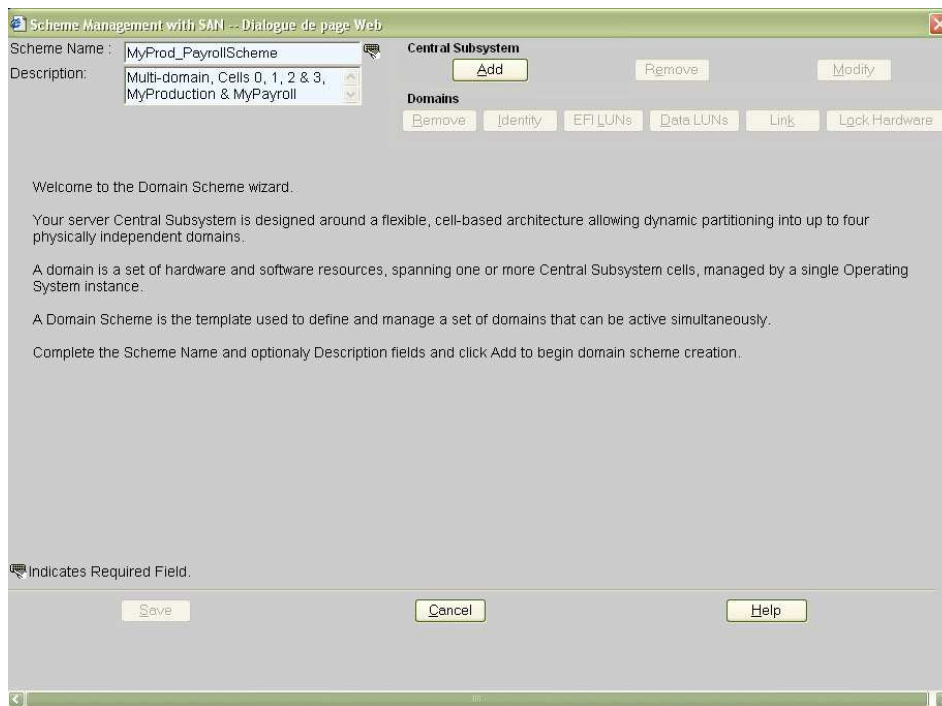 Scheme Management with SAN -- Dialogue de page Web
Scheme Name : MyProd_PayrollScheme
Description: Multi-domain, Cells 0, 1, 2 & 3,
MyProduction & MyPayroll
Central Subsystem
Add Remove Modify
Domains
Remove Identity EFI LUNs Data LUNs Link Lock Hardware
Welcome to the Domain Scheme wizard.
Your server Central Subsystem is designed around a flexible, cell-based architecture allowing dynamic partitioning into up to four
physically independent domains.
A domain is a set of hardware and software resources, spanning one or more Central Subsystem cells, managed by a single Operating
System instance.
A Domain Scheme is the template used to define and manage a set of domains that can be active simultaneously.
Complete the Scheme Name and optionaly Description fields and click Add to begin domain scheme creation.
Indicates Required Field.
Save Cancel Help